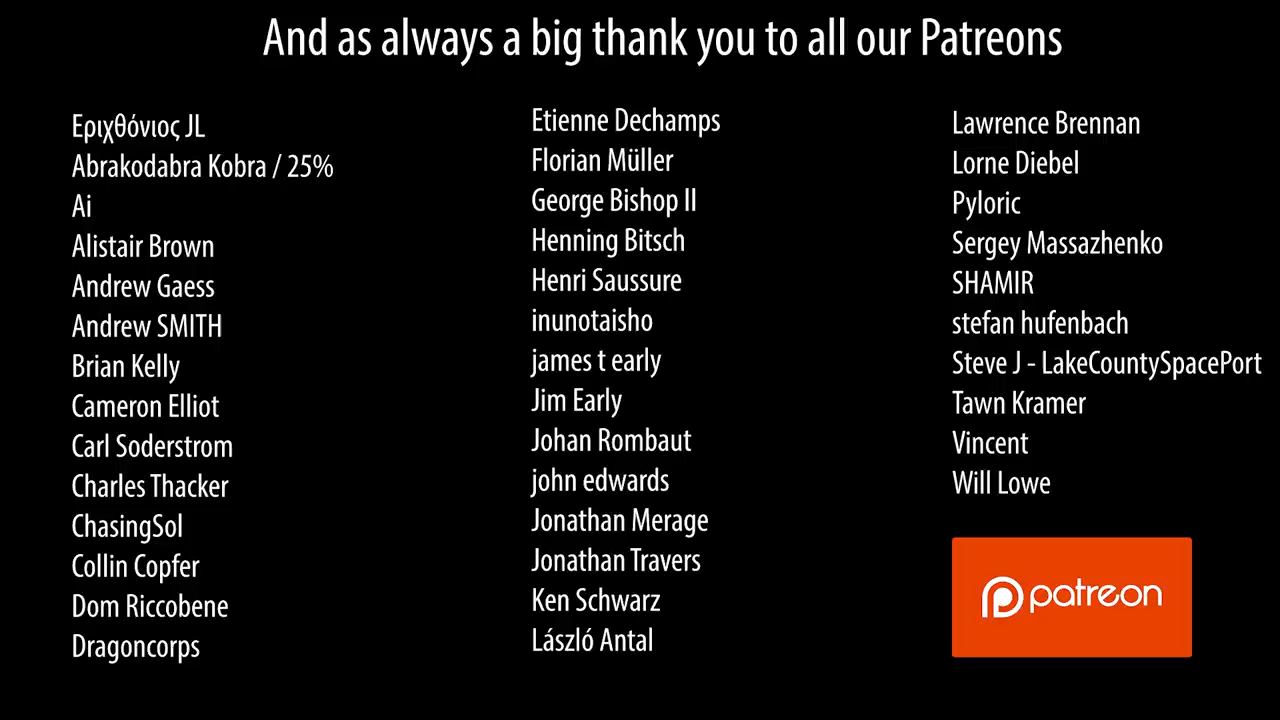 And as always a big thank you to all our Patreons
Εριχθόνιος JL
Abrakodabra Kobra / 25%
Ai
Alistair Brown
Andrew Gaess
Andrew SMITH
Brian Kelly
Cameron Elliot
Carl Soderstrom
Charles Thacker
ChasingSol
Collin Copfer
Dom Riccobene
Dragoncorps
Etienne Dechamps
Florian Müller
George Bishop II
Henning Bitsch
Henri Saussure
inunotaisho
james t early
Jim Early
Johan Rombaut
john edwards
Jonathan Merage
Jonathan Travers
Ken Schwarz
László Antal
Lawrence Brennan
Lorne Diebel
Pyloric
Sergey Massazhenko
SHAMIR
stefan hufenbach
Steve J - LakeCountySpacePort
Tawn Kramer
Vincent
Will Lowe
patreon